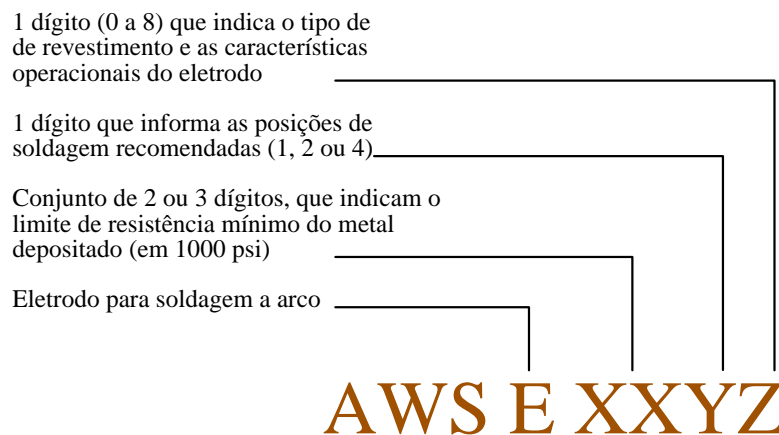 1 dígito (0 a 8) que indica o tipo de
de revestimento e as características
operacionais do eletrodo
1 dígito que informa as posições de
soldagem recomendadas (1, 2 ou 4)
Conjunto de 2 ou 3 dígitos, que indicam o
limite de resistência mínimo do metal
depositado (em 1000 psi)
Eletrodo para soldagem a arco
AWS E XXYZ